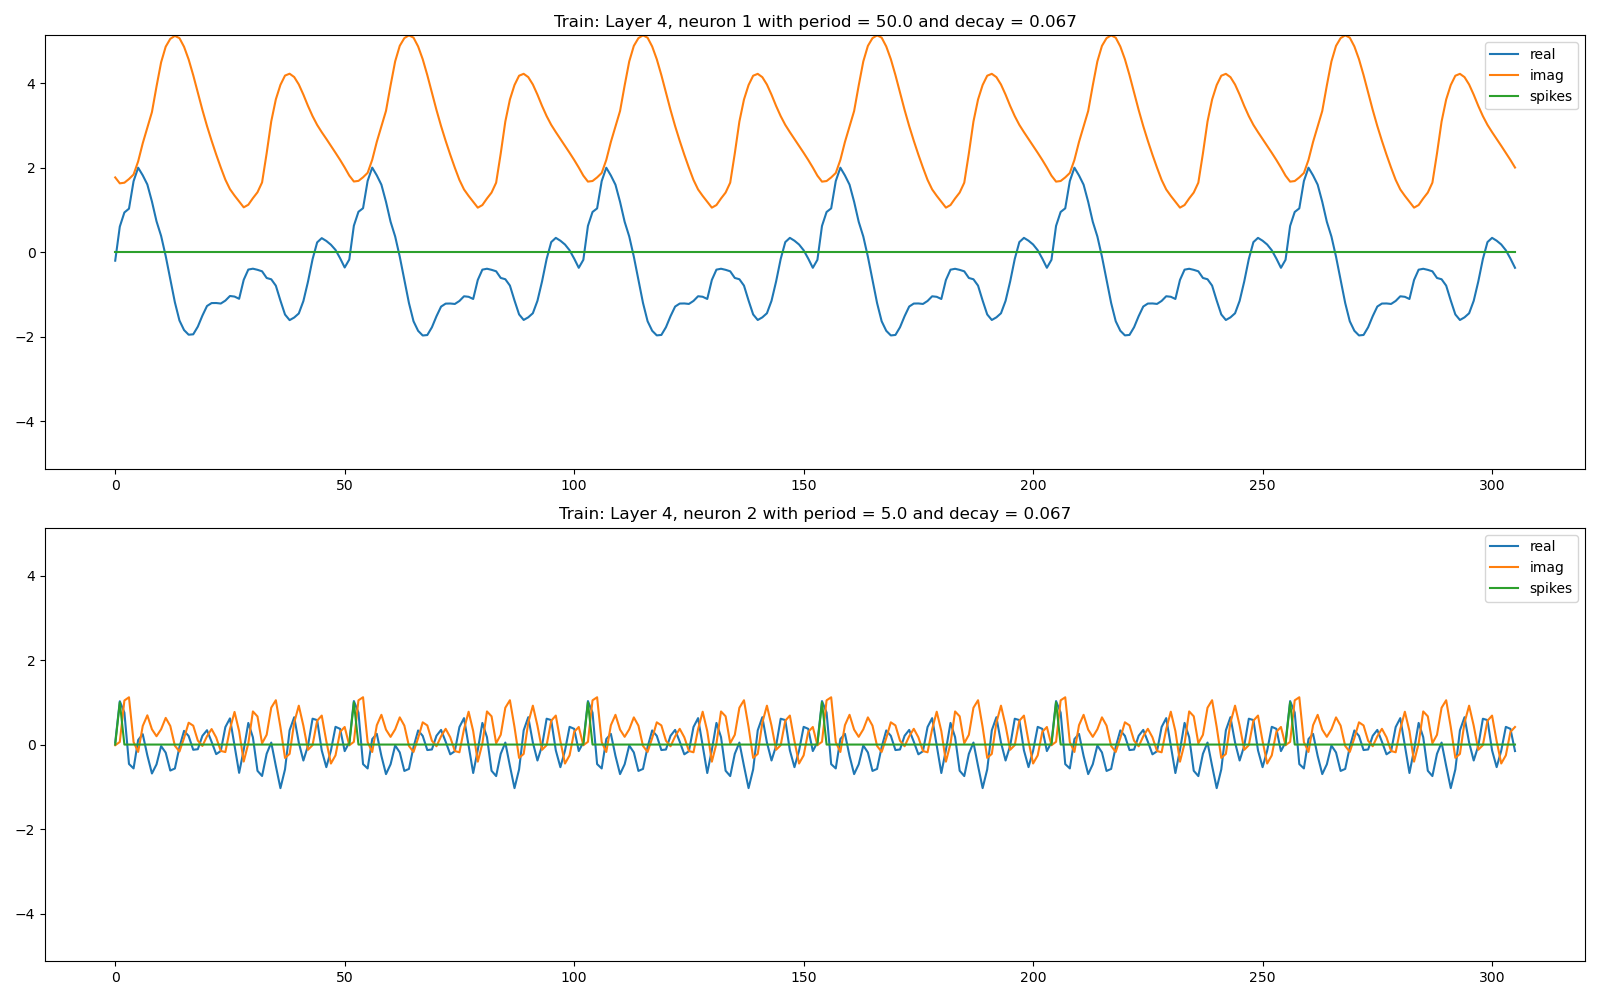 Train: Layer 4, neuron 1 with period = 50.0 and decay = 0.067
real
imag
spikes
4
2
0
−2
−4
0 50 100 150 200 250 300
Train: Layer 4, neuron 2 with period = 5.0 and decay = 0.067
real
imag
spikes
4
2
0
−2
−4
0 50 100 150 200 250 300